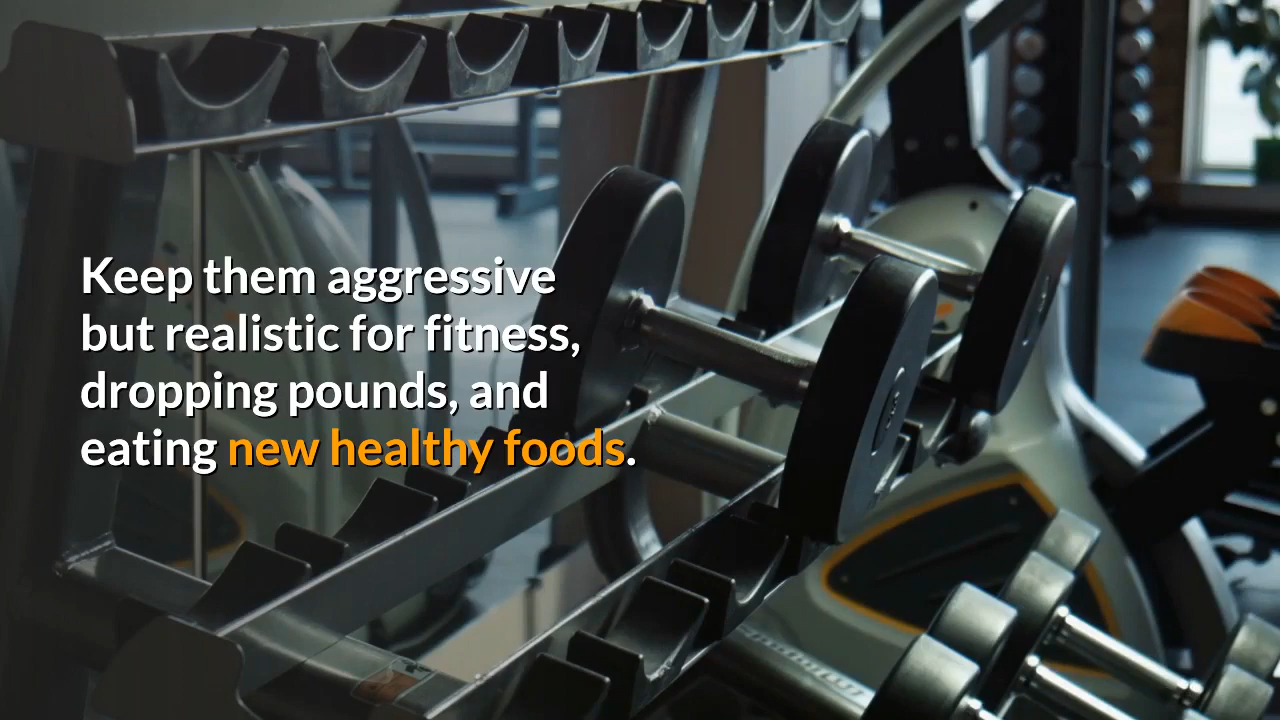 Keep them aggressive
but realistic for fitness,
dropping pounds, and
eating new healthy foods.